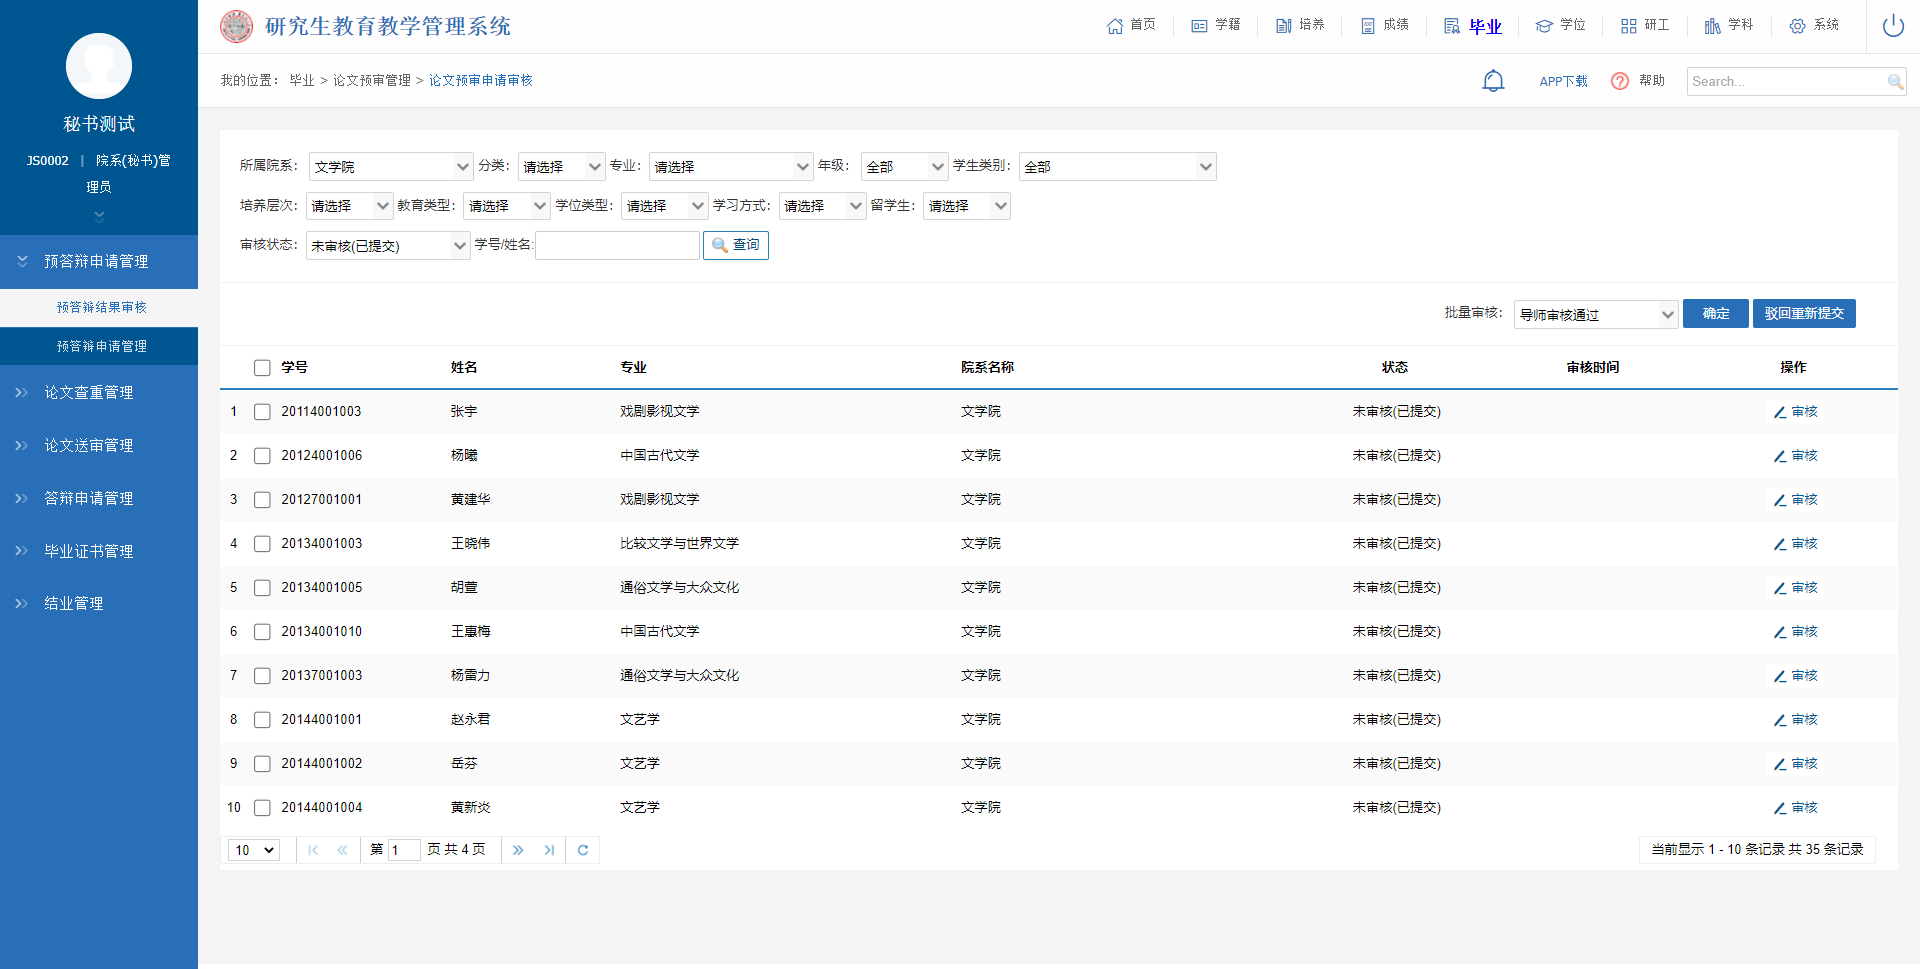 研究生教育教学管理系统
首页 学籍 培养 成绩 毕业 学位 研工 学科 系统
我的位置： 毕业 > 论文预审管理 > 论文预审申请审核
APP下载 帮助 Search...
秘书测试
JS0002 | 院系(秘书)管
理员
预答辩申请管理
预答辩结果审核
预答辩申请管理
论文查重管理
论文送审管理
答辩申请管理
毕业证书管理
结业管理
所属院系： 文学院 分类： 请选择 专业： 请选择 年级： 全部 学生类别： 全部
培养层次： 请选择 教育类型： 请选择 学位类型： 请选择 学习方式： 请选择 留学生： 请选择
审核状态： 未审核(已提交) 学号/姓名: 查询
批量审核： 导师审核通过 确定 驳回重新提交
学号 姓名 专业 院系名称 状态 审核时间 操作
1 20114001003 张宇 戏剧影视文学 文学院 未审核(已提交) 审核
2 20124001006 杨曦 中国古代文学 文学院 未审核(已提交) 审核
3 20127001001 黄建华 戏剧影视文学 文学院 未审核(已提交) 审核
4 20134001003 王晓伟 比较文学与世界文学 文学院 未审核(已提交) 审核
5 20134001005 胡萱 通俗文学与大众文化 文学院 未审核(已提交) 审核
6 20134001010 王惠梅 中国古代文学 文学院 未审核(已提交) 审核
7 20137001003 杨雷力 通俗文学与大众文化 文学院 未审核(已提交) 审核
8 20144001001 赵永君 文艺学 文学院 未审核(已提交) 审核
9 20144001002 岳芬 文艺学 文学院 未审核(已提交) 审核
10 20144001004 黄新炎 文艺学 文学院 未审核(已提交) 审核
10 第 1 页 共 4 页 当前显示 1 - 10 条记录 共 35 条记录